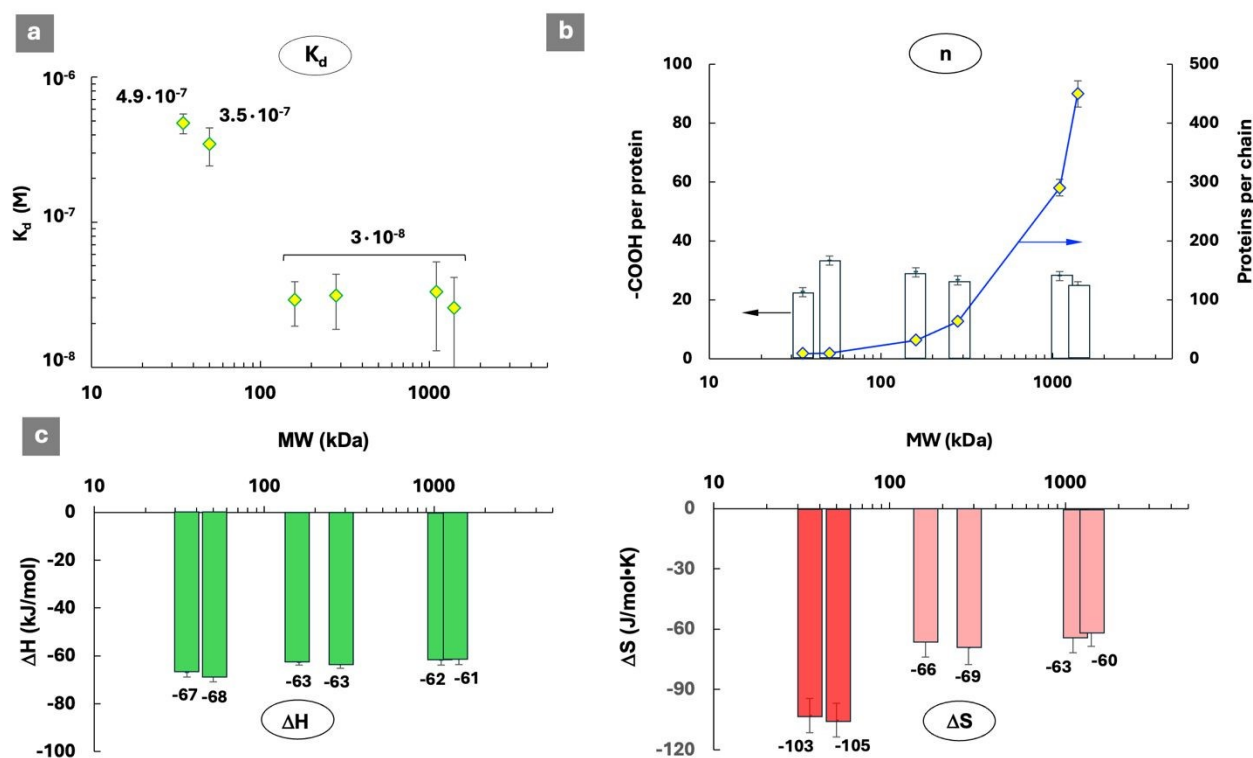 a
K_d
10⁻⁶
10⁻⁷
10⁻⁸
K_d (M)
4.9·10⁻⁷
3.5·10⁻⁷
3·10⁻⁸
10 100 1000
MW (kDa)
b
n
100
80
60
40
20
0
-COOH per protein
500
400
300
200
100
0
Proteins per chain
10 100 1000
MW (kDa)
c
10 100 1000
0
-20
-40
-60
-80
-100
ΔH (kJ/mol)
-67 -68 -63 -63 -62 -61
ΔH
10 100 1000
0
-30
-60
-90
-120
ΔS (J/mol•K)
-66 -69 -63 -60
-103 -105
ΔS